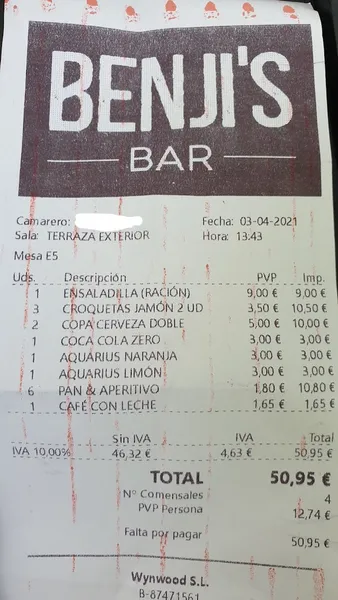 BENJI'S
BAR
Camarero: Fecha: 03-04-2021
Sala: TERRAZA EXTERIOR Hora: 13:43
Mesa E5
Uds. Descripción PVP Imp.
1 ENSALADILLA (RACIÓN) 9,00 € 9,00 €
3 CROQUETAS JAMÓN 2 UD 3,50 € 10,50 €
2 COPA CERVEZA DOBLE 5,00 € 10,00 €
1 COCA COLA ZERO 3,00 € 3,00 €
1 AQUARIUS NARANJA 3,00 € 3,00 €
1 AQUARIUS LIMÓN 3,00 € 3,00 €
6 PAN & APERITIVO 1,80 € 10,80 €
1 CAFÉ CON LECHE 1,65 € 1,65 €
Sin IVA IVA Total
IVA 10,00% 46,32 € 4,63 € 50,95 €
TOTAL 50,95 €
Nº Comensales 4
PVP Persona 12,74 €
Falta por pagar 50,95 €
Wynwood S.L.
B-87471561